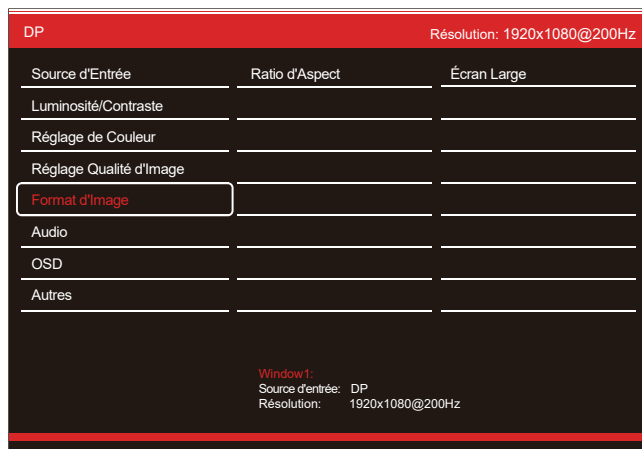 DP Résolution: 1920x1080@200Hz
Source d'Entrée Ratio d'Aspect Écran Large
Luminosité/Contraste
Réglage de Couleur
Réglage Qualité d'Image
Format d'Image
Audio
OSD
Autres
Window1:
Source d'entrée: DP
Résolution: 1920x1080@200Hz